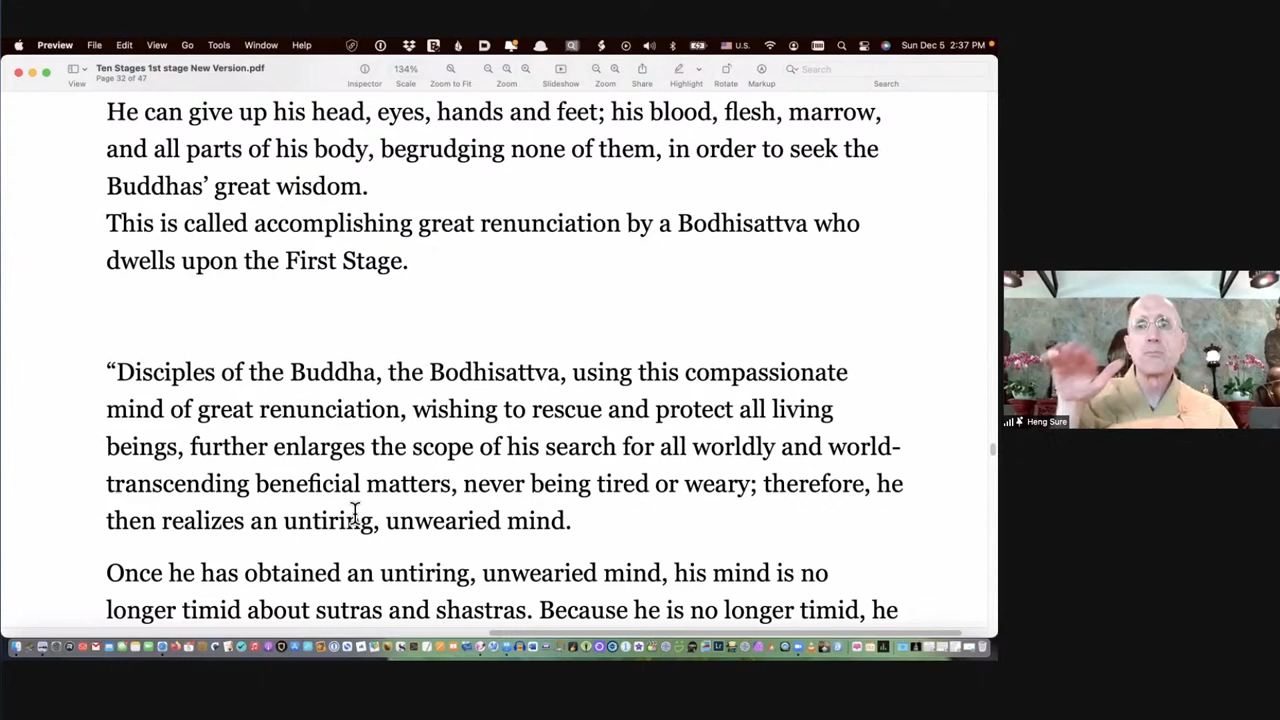 Preview File Edit View Go Tools Window Help U.S. Sun Dec 5 2:37 PM
Ten Stages 1st stage New Version.pdf
Page 32 of 47
134%
Search
View Inspector Scale Zoom to Fit Zoom Slideshow Zoom Share Highlight Rotate Markup Search
He can give up his head, eyes, hands and feet; his blood, flesh, marrow,
and all parts of his body, begrudging none of them, in order to seek the
Buddhas’ great wisdom.
This is called accomplishing great renunciation by a Bodhisattva who
dwells upon the First Stage.
“Disciples of the Buddha, the Bodhisattva, using this compassionate
mind of great renunciation, wishing to rescue and protect all living
beings, further enlarges the scope of his search for all worldly and world-
transcending beneficial matters, never being tired or weary; therefore, he
then realizes an untiring, unwearied mind.
Once he has obtained an untiring, unwearied mind, his mind is no
longer timid about sutras and shastras. Because he is no longer timid, he
Heng Sure